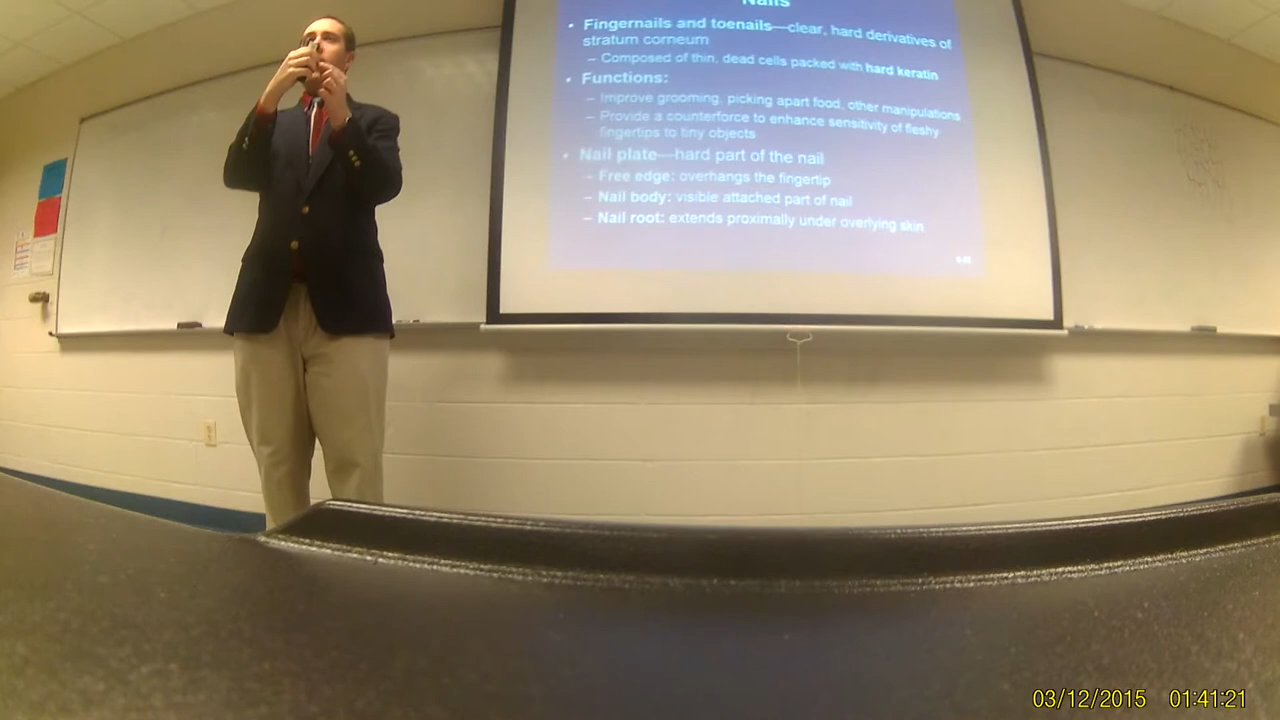 Nails
• Fingernails and toenails—clear, hard derivatives of
stratum corneum
– Composed of thin, dead cells packed with hard keratin
• Functions:
– Improve grooming, picking apart food, other manipulations
– Provide a counterforce to enhance sensitivity of fleshy
fingertips to tiny objects
• Nail plate—hard part of the nail
– Free edge: overhangs the fingertip
– Nail body: visible attached part of nail
– Nail root: extends proximally under overlying skin
03/12/2015 01:41:21